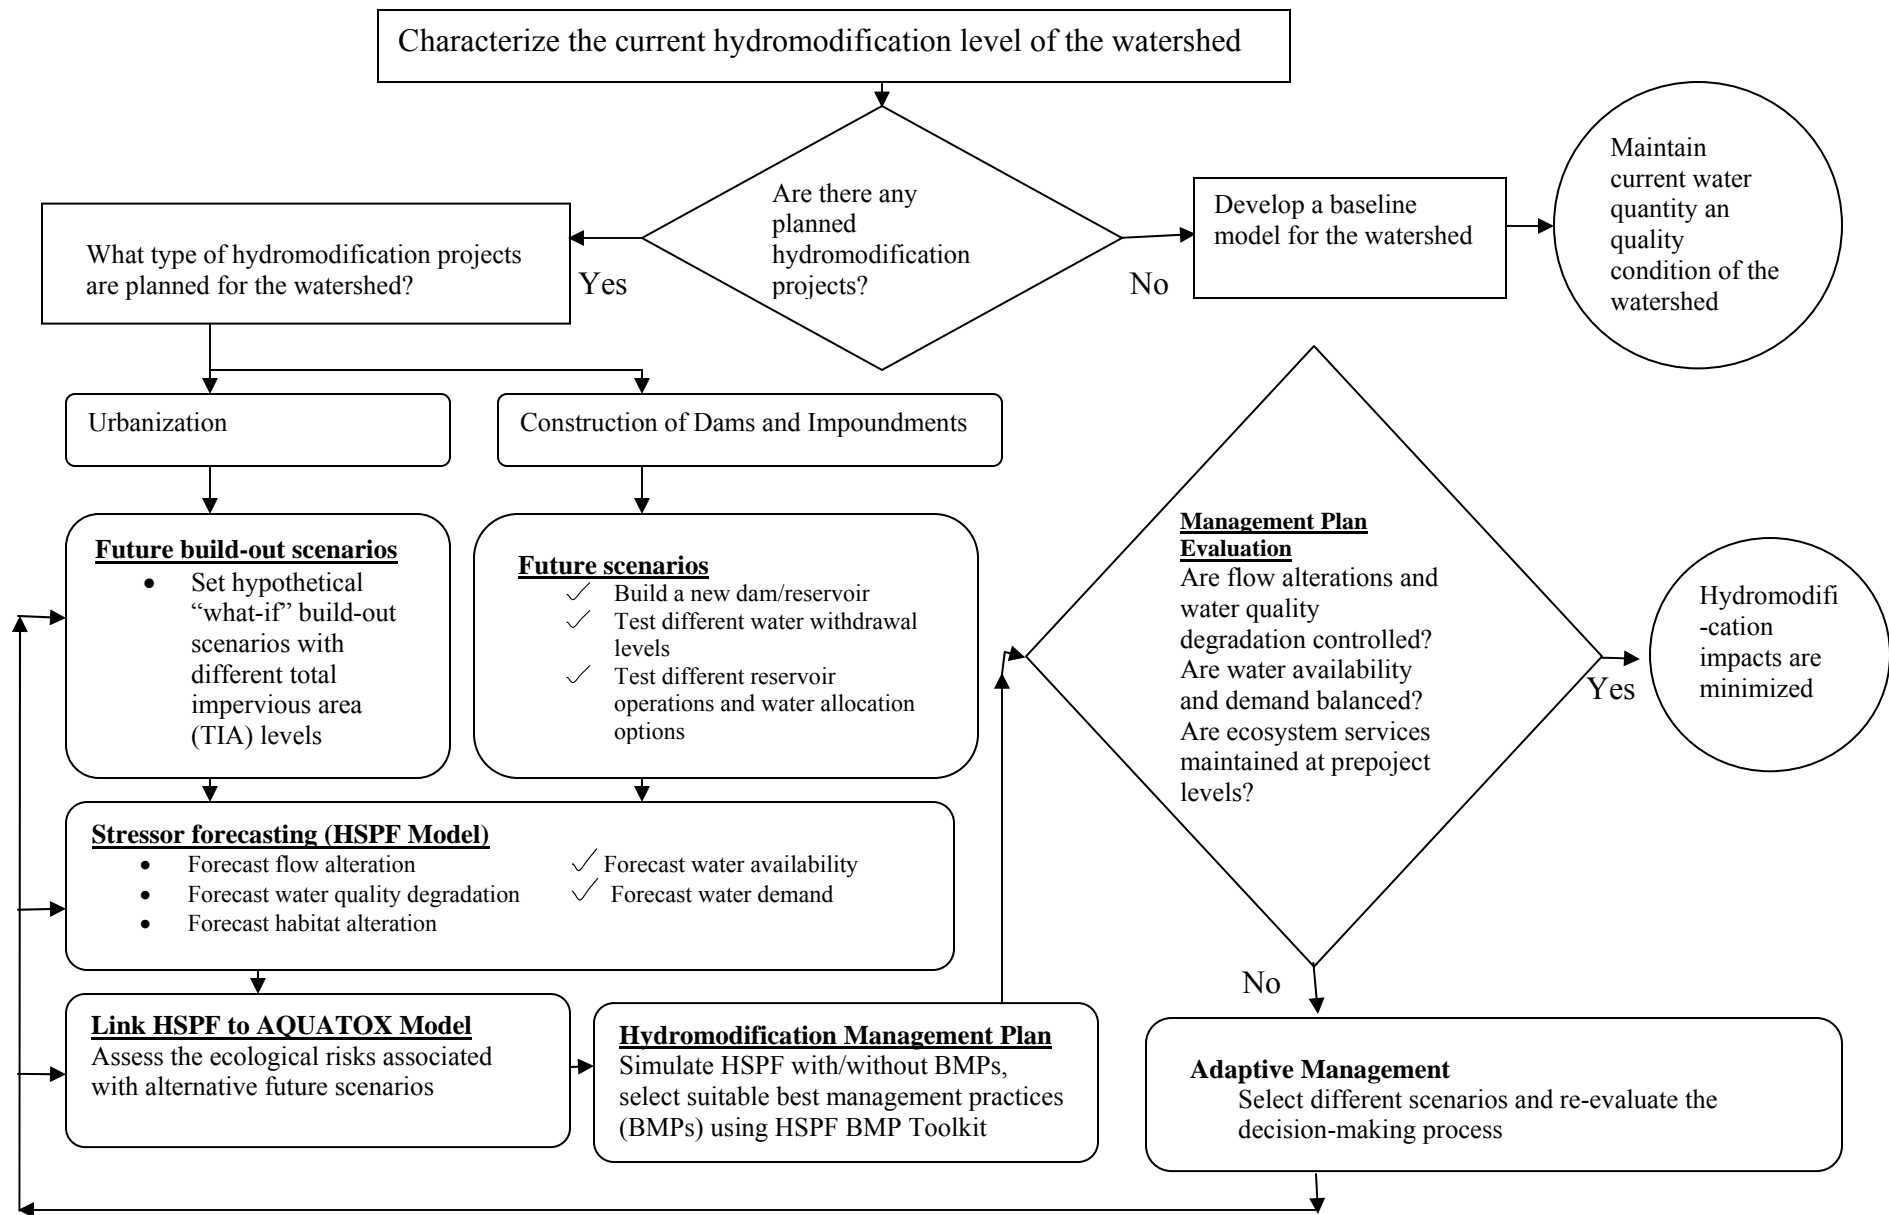 Characterize the current hydromodification level of the watershed
Are there any
planned
hydromodification
projects?
Yes
No
What type of hydromodification projects
are planned for the watershed?
Develop a baseline
model for the watershed
Maintain
current water
quantity an
quality
condition of the
watershed
Urbanization
Construction of Dams and Impoundments
Future build-out scenarios
• Set hypothetical
“what-if” build-out
scenarios with
different total
impervious area
(TIA) levels
Future scenarios
✓ Build a new dam/reservoir
✓ Test different water withdrawal
levels
✓ Test different reservoir
operations and water allocation
options
Stressor forecasting (HSPF Model)
• Forecast flow alteration
• Forecast water quality degradation
• Forecast habitat alteration
✓ Forecast water availability
✓ Forecast water demand
Link HSPF to AQUATOX Model
Assess the ecological risks associated
with alternative future scenarios
Hydromodification Management Plan
Simulate HSPF with/without BMPs,
select suitable best management practices
(BMPs) using HSPF BMP Toolkit
Management Plan
Evaluation
Are flow alterations and
water quality
degradation controlled?
Are water availability
and demand balanced?
Are ecosystem services
maintained at prepoject
levels?
Yes
Hydromodifi
-cation
impacts are
minimized
No
Adaptive Management
Select different scenarios and re-evaluate the
decision-making process